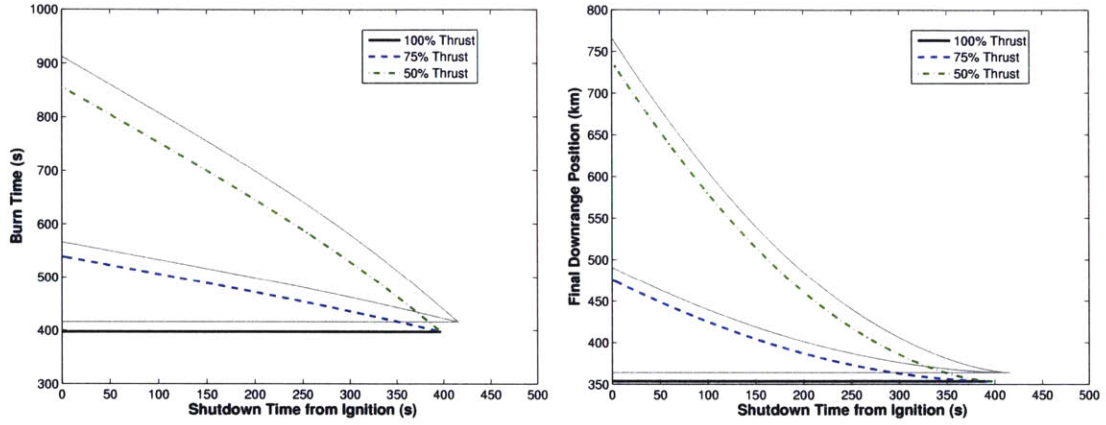 1000
900
800
700
600
500
400
300
Burn Time (s)
0 50 100 150 200 250 300 350 400 450 500
Shutdown Time from Ignition (s)
100% Thrust
75% Thrust
50% Thrust
800
750
700
650
600
550
500
450
400
350
Final Downrange Position (km)
0 50 100 150 200 250 300 350 400 450 500
Shutdown Time from Ignition (s)
100% Thrust
75% Thrust
50% Thrust